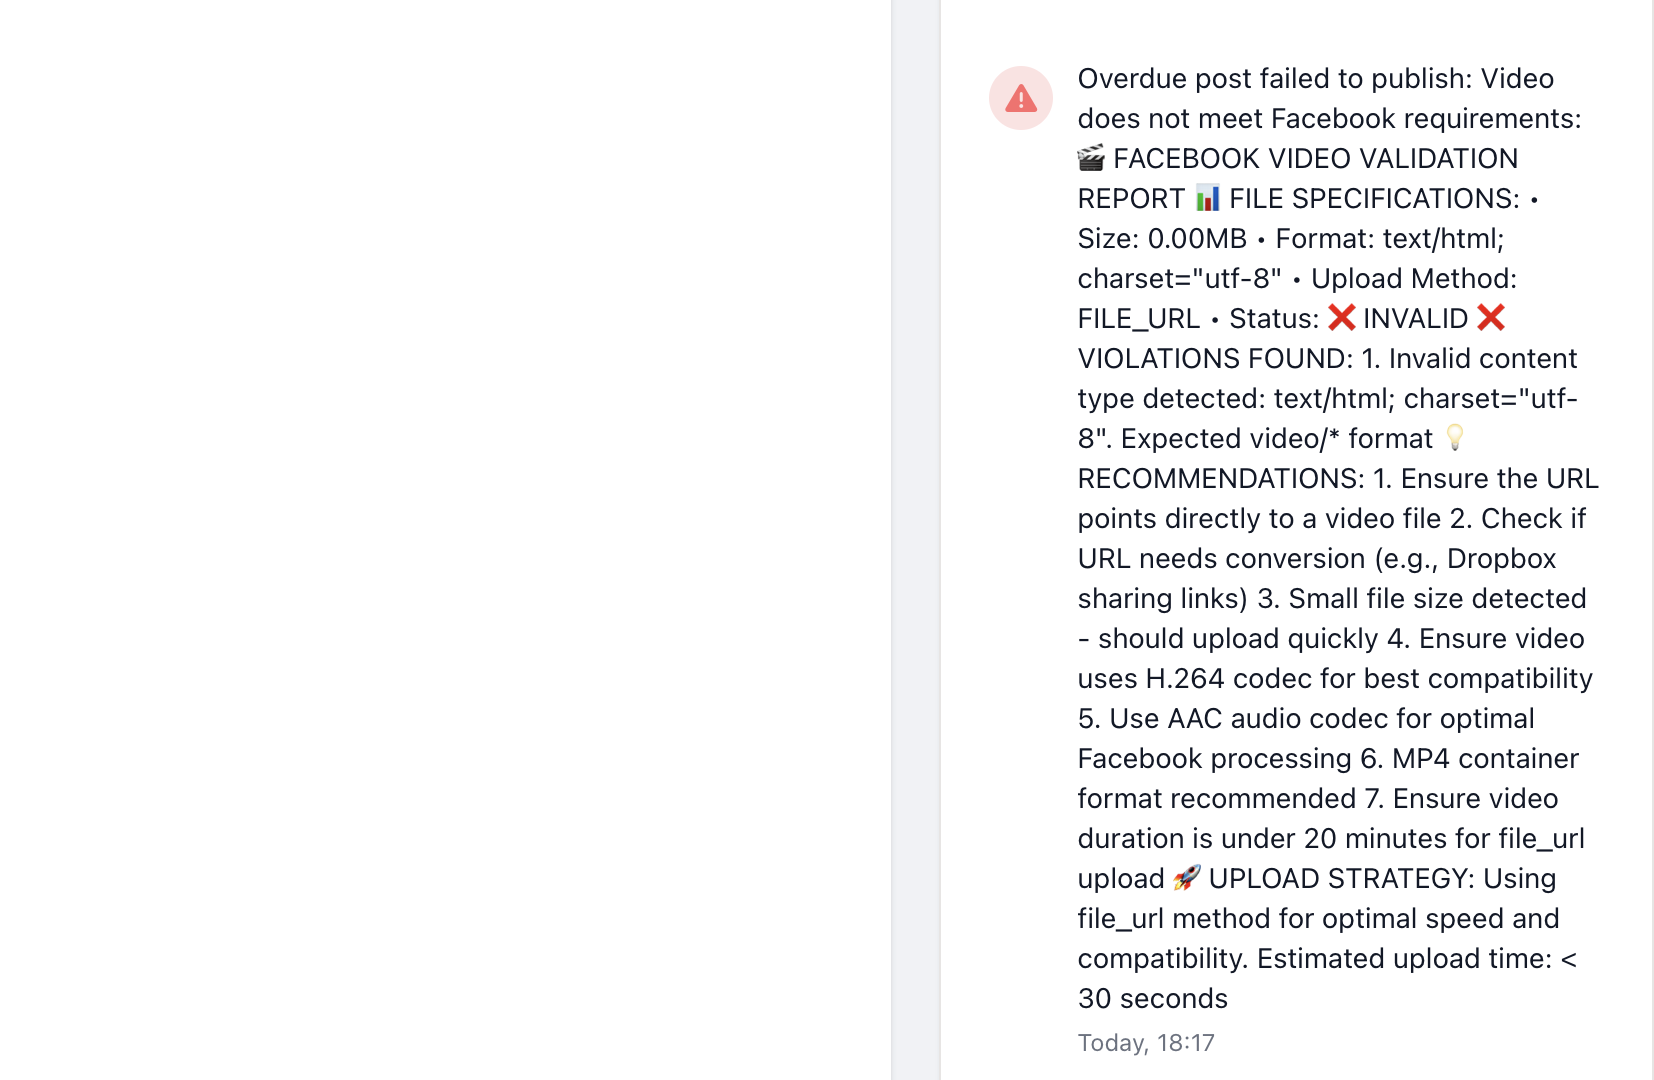 Overdue post failed to publish: Video
does not meet Facebook requirements:
🎬 FACEBOOK VIDEO VALIDATION
REPORT 📊 FILE SPECIFICATIONS: •
Size: 0.00MB • Format: text/html;
charset="utf-8" • Upload Method:
FILE_URL • Status: ❌ INVALID ❌
VIOLATIONS FOUND: 1. Invalid content
type detected: text/html; charset="utf-
8". Expected video/* format 💡
RECOMMENDATIONS: 1. Ensure the URL
points directly to a video file 2. Check if
URL needs conversion (e.g., Dropbox
sharing links) 3. Small file size detected
- should upload quickly 4. Ensure video
uses H.264 codec for best compatibility
5. Use AAC audio codec for optimal
Facebook processing 6. MP4 container
format recommended 7. Ensure video
duration is under 20 minutes for file_url
upload 🚀 UPLOAD STRATEGY: Using
file_url method for optimal speed and
compatibility. Estimated upload time: <
30 seconds
Today, 18:17